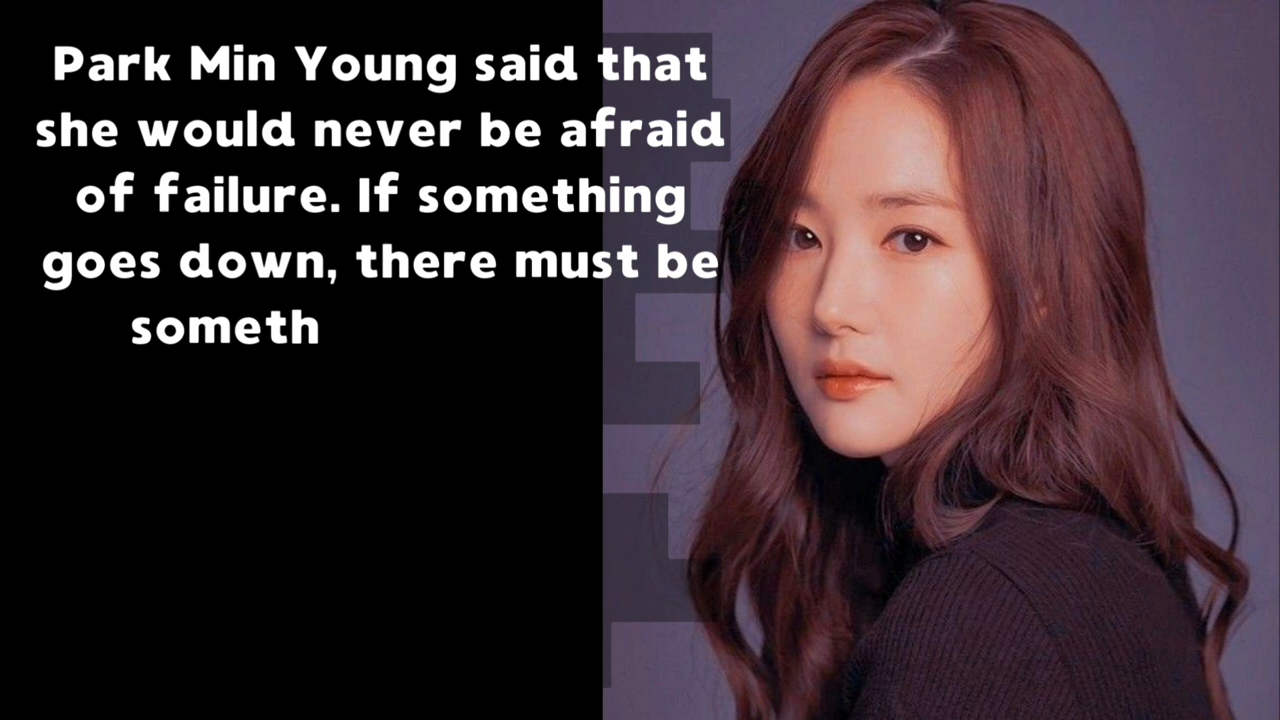 Park Min Young said that
she would never be afraid
of failure. If something
goes down, there must be
someth